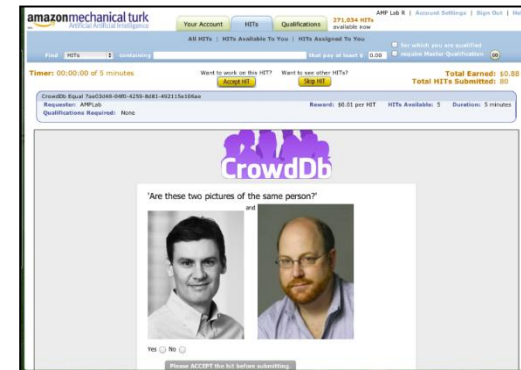 AMP Lab R | Account Settings | Sign Out |
amazonmechanical turk
Artificial Artificial Intelligence
Your Account HITs Qualifications
271,034 HITs
available now
All HITs | HITs Available To You | HITs Assigned To You
Find HITs containing that pay at least $ 0.00
for which you are qualified
require Master Qualification
GO
Timer: 00:00:00 of 5 minutes
Want to work on this HIT?
Accept HIT
Want to see other HITs?
Skip HIT
Total Earned: $0.88
Total HITs Submitted: 80
CrowdDb Equal
Requester: AMPLab
Reward: $0.01 per HIT
HITs Available: 5
Duration: 5 minutes
Qualifications Required: None
CrowdDb
'Are these two pictures of the same person?'
and
Yes No
Please ACCEPT the hit before submitting.